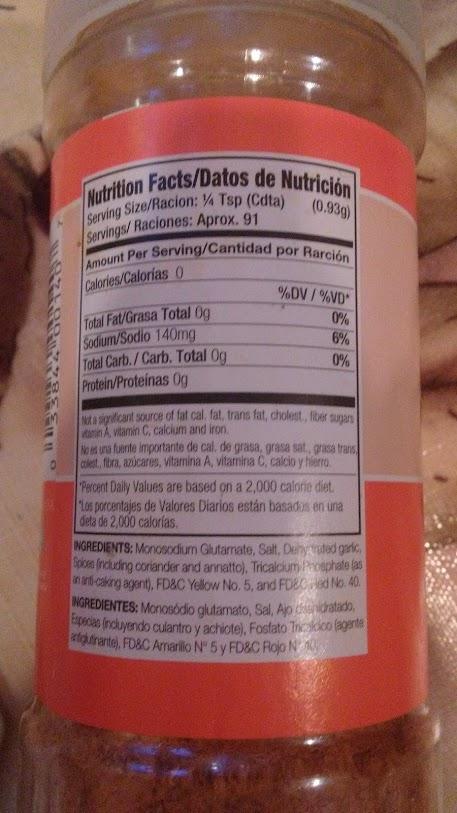 Nutrition Facts/Datos de Nutrición
Serving Size/Racion: ¼ Tsp (Cdta) (0.93g)
Servings/ Raciones: Aprox. 91
Amount Per Serving/Cantidad por Rarción
Calories/Calorías 0
%DV / %VD*
Total Fat/Grasa Total 0g 0%
Sodium/Sodio 140mg 6%
Total Carb. / Carb. Total 0g 0%
Protein/Proteínas 0g
Not a significant source of fat cal. fat, trans fat, cholest., fiber sugars
vitamin A, vitamin C, calcium and iron.
No es una fuente importante de cal. de grasa, grasa sat., grasa trans,
colest., fibra, azúcares, vitamina A, vitamina C, calcio y hierro.
*Percent Daily Values are based on a 2,000 calorie diet.
*Los porcentajes de Valores Diarios están basados en una
dieta de 2,000 calorías.
INGREDIENTS: Monosodium Glutamate, Salt, Dehydrated garlic,
Spices (including coriander and annatto), Tricalcium Phosphate (as
an anti-caking agent), FD&C Yellow No. 5, and FD&C Red No. 40.
INGREDIENTES: Monosódio glutamato, Sal, Ajo deshidratado,
Especias (incluyendo culantro y achiote), Fosfato Tricalcico (agente
antiglutinante), FD&C Amarillo N° 5 y FD&C Rojo